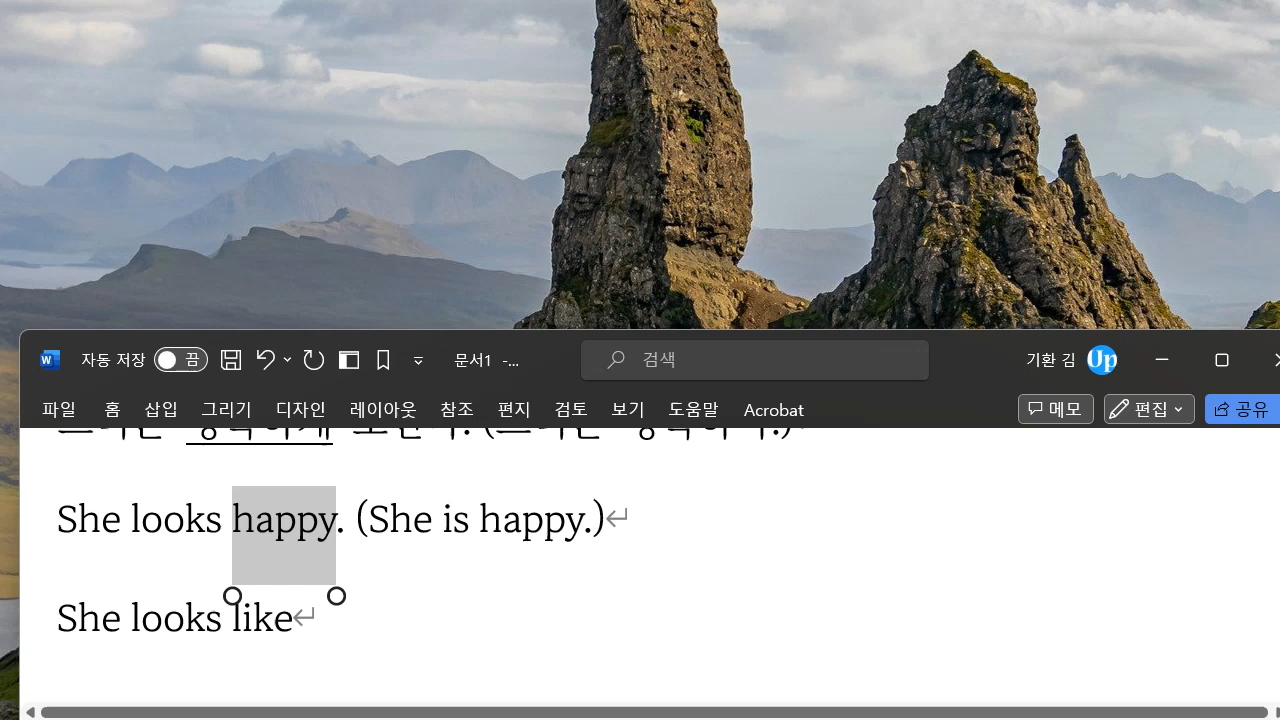 자동 저장 끔 문서1 -... 검색 기환 김 Up
파일 홈 삽입 그리기 디자인 레이아웃 참조 편지 검토 보기 도움말 Acrobat 메모 편집 공유
She looks happy. (She is happy.)
She looks like